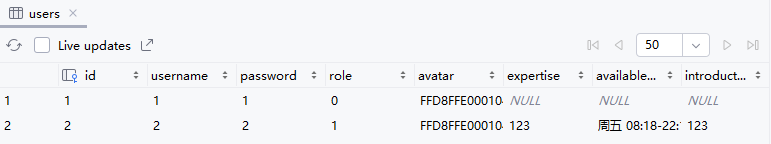 users
Live updates
50
id username password role avatar expertise available... introduct...
1 1 1 1 0 FFD8FFE00010 NULL NULL NULL
2 2 2 2 1 FFD8FFE00010 123 周五 08:18-22: 123